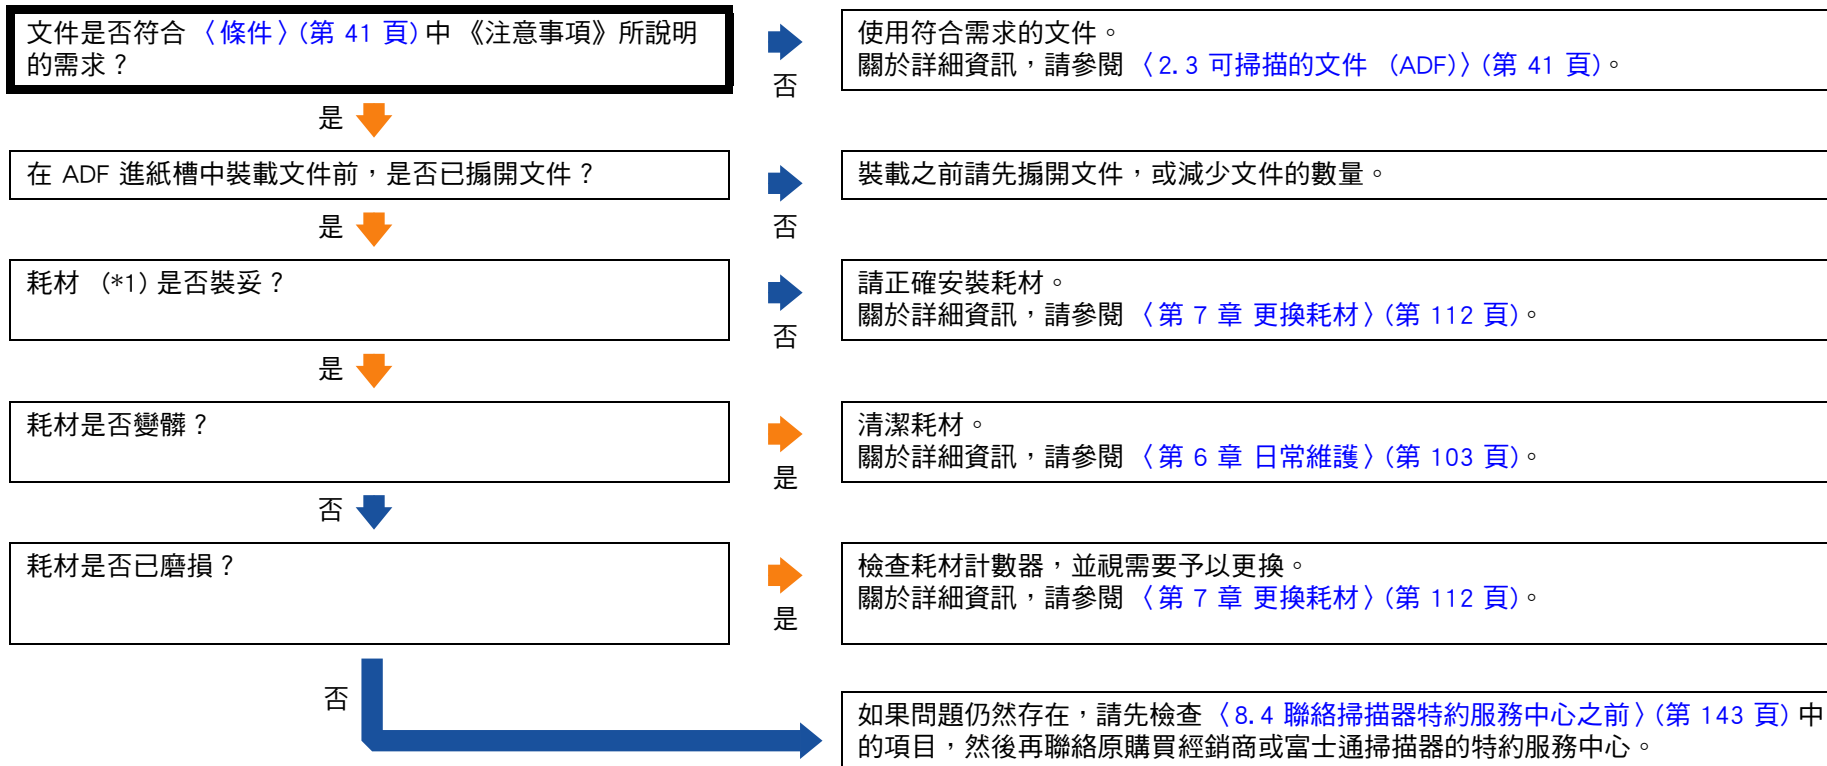 文件是否符合 〈條件〉(第 41 頁) 中 《注意事項》所說明
的需求？
否
使用符合需求的文件。
關於詳細資訊，請參閱 〈2.3 可掃描的文件 (ADF)〉(第 41 頁)。
是
在 ADF 進紙槽中裝載文件前，是否已搧開文件？
否
裝載之前請先搧開文件，或減少文件的數量。
是
耗材 (*1) 是否裝妥？
否
請正確安裝耗材。
關於詳細資訊，請參閱 〈第 7 章 更換耗材〉(第 112 頁)。
是
耗材是否變髒？
是
清潔耗材。
關於詳細資訊，請參閱 〈第 6 章 日常維護〉(第 103 頁)。
否
耗材是否已磨損？
是
檢查耗材計數器，並視需要予以更換。
關於詳細資訊，請參閱 〈第 7 章 更換耗材〉(第 112 頁)。
否
如果問題仍然存在，請先檢查 〈8.4 聯絡掃描器特約服務中心之前〉(第 143 頁) 中
的項目，然後再聯絡原購買經銷商或富士通掃描器的特約服務中心。